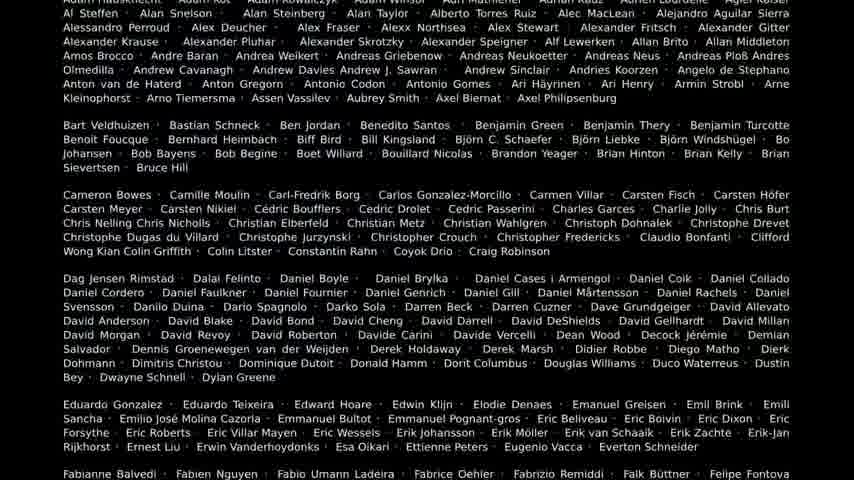 Al Steffen · Alan Snelson · Alan Steinberg · Alan Taylor · Alberto Torres Ruiz · Alec MacLean · Alejandro Aguilar Sierra
Alessandro Perroud · Alex Deucher · Alex Fraser · Alexx Northsea · Alex Stewart · Alexander Fritsch · Alexander Gitter
Alexander Krause · Alexander Pluhar · Alexander Skrotzky · Alexander Speigner · Alf Lewerken · Allan Brito · Allan Middleton
Amos Brocco · Andre Baran · Andrea Weikert · Andreas Griebenow · Andreas Neukoetter · Andreas Neus · Andreas Ploß Andres
Olmedilla · Andrew Cavanagh · Andrew Davies Andrew J. Sawran · Andrew Sinclair · Andries Koorzen · Angelo de Stephano
Anton van de Haterd · Anton Gregorn · Antonio Codon · Antonio Gomes · Ari Häyrinen · Ari Henry · Armin Strobl · Arne
Kleinophorst · Arno Tiemersma · Assen Vassilev · Aubrey Smith · Axel Biernat · Axel Philipsenburg
Bart Veldhuizen · Bastian Schneck · Ben Jordan · Benedito Santos · Benjamin Green · Benjamin Thery · Benjamin Turcotte
Benoit Foucque · Bernhard Heimbach · Biff Bird · Bill Kingsland · Björn C. Schaefer · Björn Liebke · Björn Windshügel · Bo
Johansen · Bob Bayens · Bob Begine · Boet Willard · Bouillard Nicolas · Brandon Yeager · Brian Hinton · Brian Kelly · Brian
Sievertsen · Bruce Hill
Cameron Bowes · Camille Moulin · Carl-Fredrik Borg · Carlos Gonzalez-Morcillo · Carmen Villar · Carsten Fisch · Carsten Höfer
Carsten Meyer · Carsten Nikiel · Cédric Boufflers · Cedric Drolet · Cedric Passerini · Charles Garces · Charlie Jolly · Chris Burt
Chris Nelling Chris Nicholls · Christian Elberfeld · Christian Metz · Christian Wahlgren · Christoph Dohnalek · Christophe Drevet
Christophe Dugas du Villard · Christophe Jurzynski · Christopher Crouch · Christopher Fredericks · Claudio Bonfanti · Clifford
Wong Kian Colin Griffith · Colin Litster · Constantin Rahn · Coyok Drio · Craig Robinson
Dag Jensen Rimstad · Dalai Felinto · Daniel Boyle · Daniel Brylka · Daniel Cases i Armengol · Daniel Coik · Daniel Collado
Daniel Cordero · Daniel Faulkner · Daniel Fournier · Daniel Genrich · Daniel Gill · Daniel Mårtensson · Daniel Rachels · Daniel
Svensson · Danilo Duina · Dario Spagnolo · Darko Sola · Darren Beck · Darren Cuzner · Dave Grundgeiger · David Allevato
David Anderson · David Blake · David Bond · David Cheng · David Darrell · David DeShields · David Gellhardt · David Millan
David Morgan · David Revoy · David Roberton · Davide Carini · Davide Vercelli · Dean Wood · Decock Jérémie · Demian
Salvador · Dennis Groenewegen van der Weijden · Derek Holdaway · Derek Marsh · Didier Robbe · Diego Matho · Dierk
Dohmann · Dimitris Christou · Dominique Dutoit · Donald Hamm · Dorit Columbus · Douglas Williams · Duco Waterreus · Dustin
Bey · Dwayne Schnell · Dylan Greene
Eduardo Gonzalez · Eduardo Teixeira · Edward Hoare · Edwin Klijn · Elodie Denaes · Emanuel Greisen · Emil Brink · Emili
Sancha · Emilio José Molina Cazorla · Emmanuel Bultot · Emmanuel Pognant-gros · Eric Beliveau · Eric Boivin · Eric Dixon · Eric
Forsythe · Eric Roberts · Eric Villar Mayen · Eric Wessels · Erik Johansson · Erik Möller · Erik van Schaaik · Erik Zachte · Erik-Jan
Rijkhorst · Ernest Liu · Erwin Vanderhoydonks · Esa Oikari · Ettienne Peters · Eugenio Vacca · Everton Schneider
Fabianne Balvedi · Fabien Nguyen · Fabio Umann Ladeira · Fabrice Oehler · Fabrizio Remiddi · Falk Büttner · Felipe Fontova